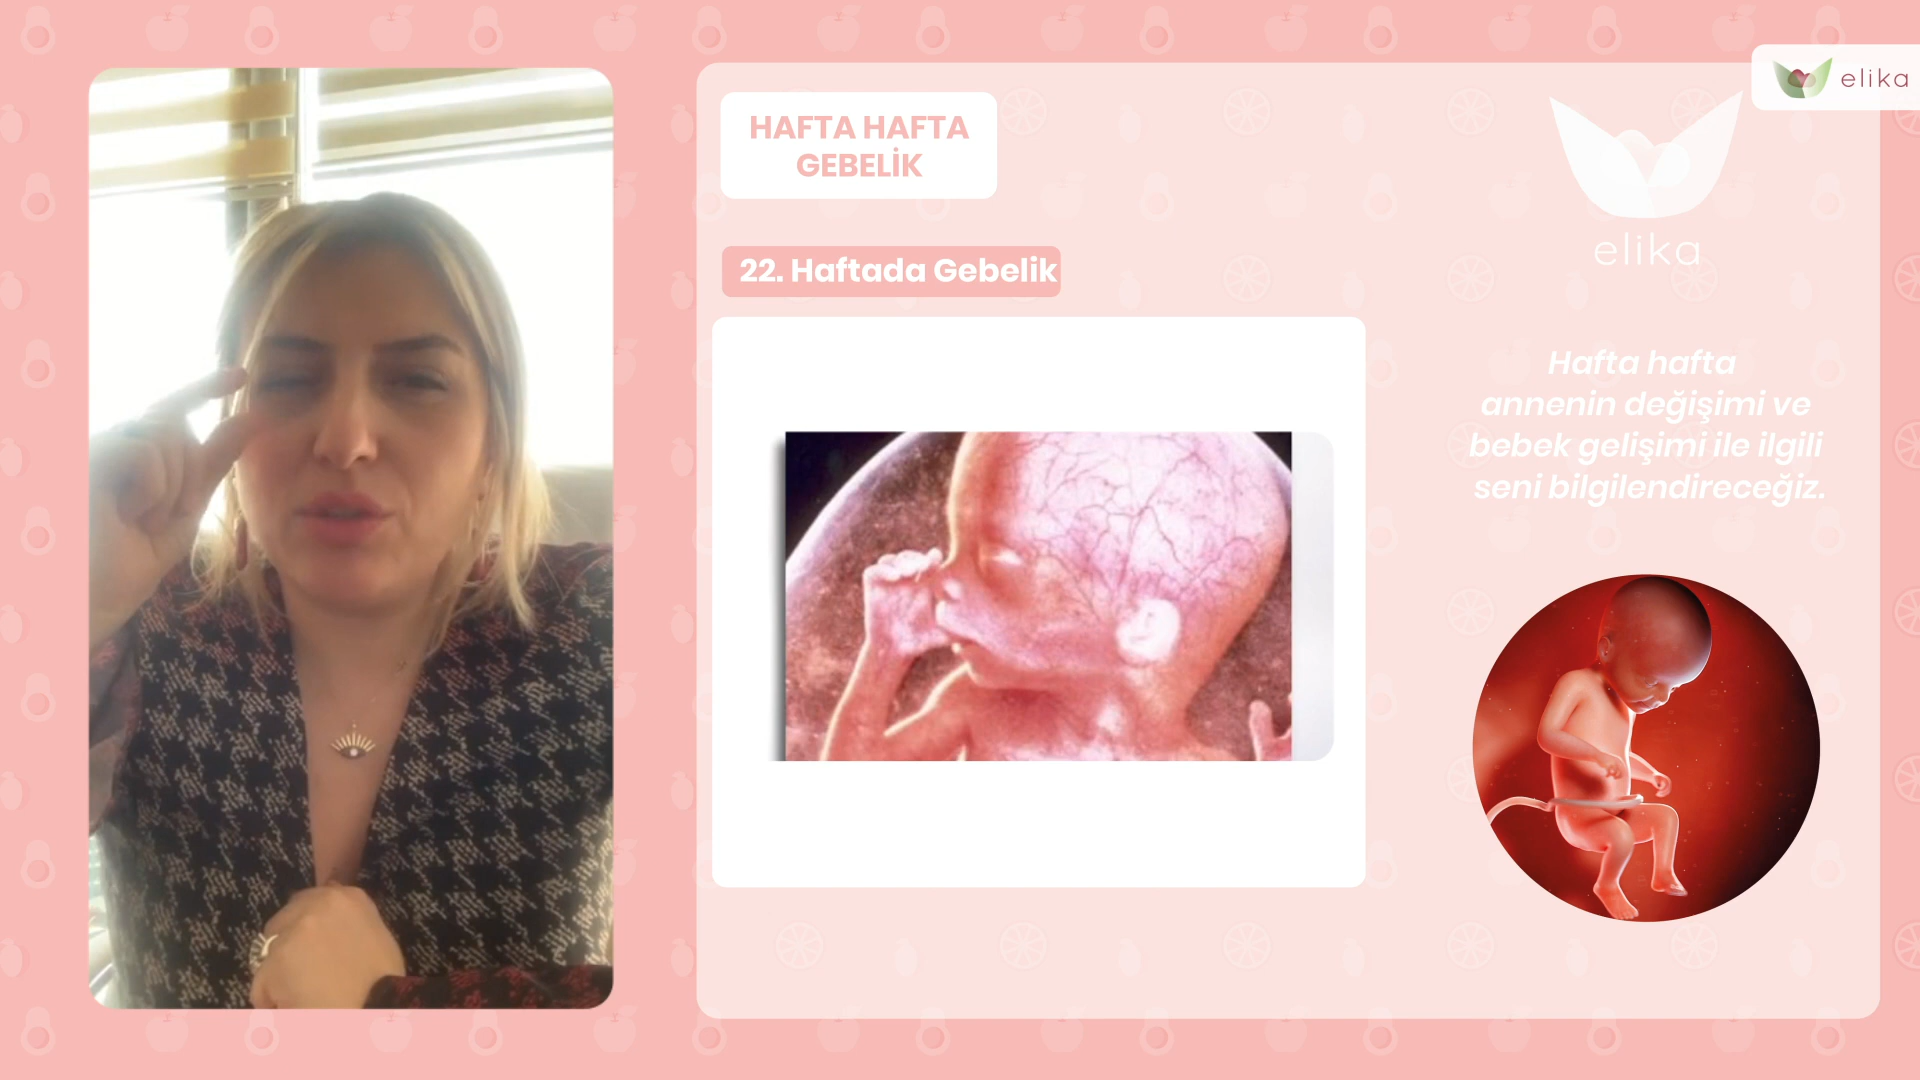 elika
HAFTA HAFTA
GEBELİK
elika
22. Haftada Gebelik
Hafta hafta
annenin değişimi ve
bebek gelişimi ile ilgili
seni bilgilendireceğiz.